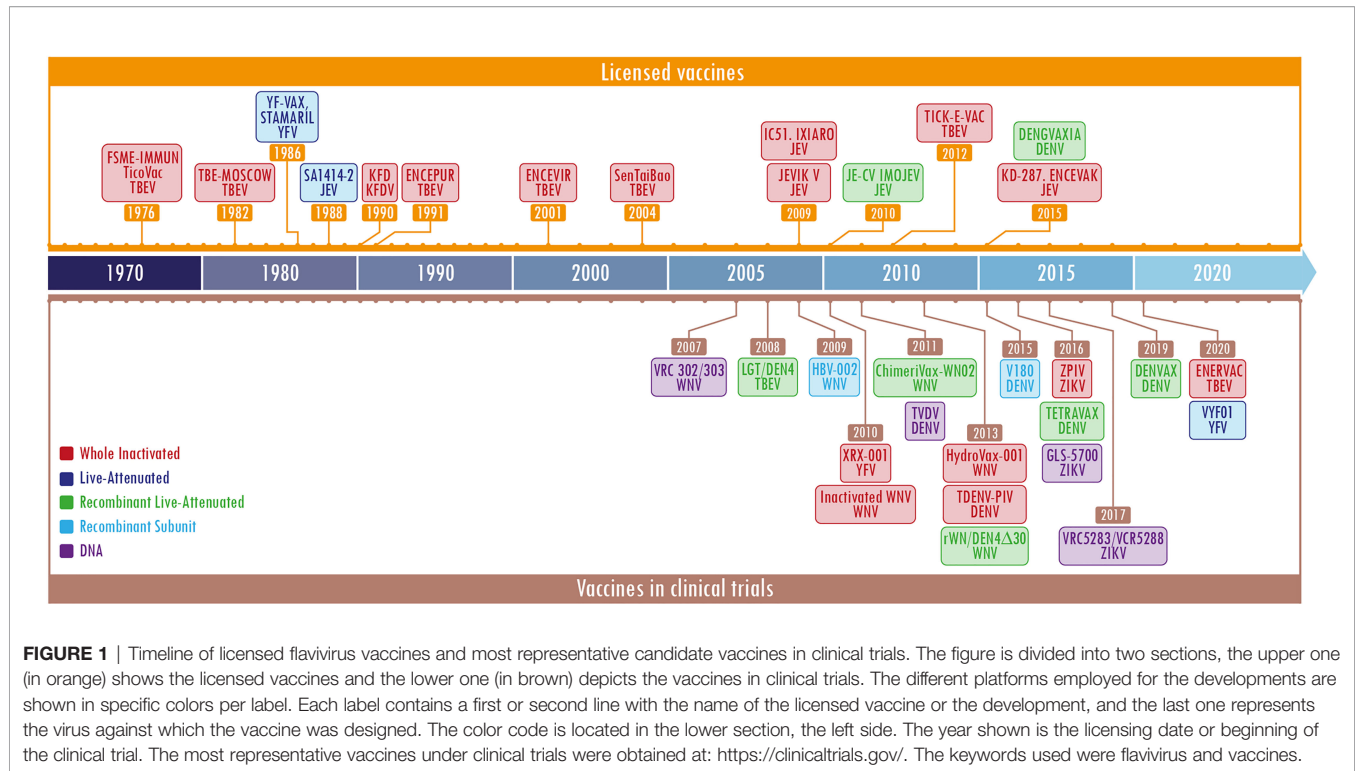 Licensed vaccines
FSME-IMMUN
TicoVac
TBEV
1976
TBE-MOSCOW
TBEV
1982
YF-VAX,
STAMARIL
YFV
1986
SA1414-2
JEV
1988
KFD
KFDV
1990
ENCEPUR
TBEV
1991
ENCEVIR
TBEV
2001
SenTaiBao
TBEV
2004
IC51. IXIARO
JEV
JEVIK V
JEV
2009
JE-CV IMOJEV
JEV
2010
TICK-E-VAC
TBEV
2012
DENGVAXIA
DENV
KD-287. ENCEVAK
JEV
2015
1970
1980
1990
2000
2005
2010
2015
2020
2007
VRC 302/303
WNV
2008
LGT/DEN4
TBEV
2009
HBV-002
WNV
2010
XRX-001
YFV
Inactivated WNV
WNV
2011
ChimeriVax-WN02
WNV
TVDV
DENV
2013
HydroVax-001
WNV
TDENV-PIV
DENV
rWN/DEN4Δ30
WNV
2015
V180
DENV
2016
ZPIV
ZIKV
TETRAVAX
DENV
GLS-5700
ZIKV
2017
VRC5283/VCR5288
ZIKV
2019
DENVAX
DENV
2020
ENERVAC
TBEV
VYF01
YFV
Whole Inactivated
Live-Attenuated
Recombinant Live-Attenuated
Recombinant Subunit
DNA
Vaccines in clinical trials
FIGURE 1 | Timeline of licensed flavivirus vaccines and most representative candidate vaccines in clinical trials. The figure is divided into two sections, the upper one
(in orange) shows the licensed vaccines and the lower one (in brown) depicts the vaccines in clinical trials. The different platforms employed for the developments are
shown in specific colors per label. Each label contains a first or second line with the name of the licensed vaccine or the development, and the last one represents
the virus against which the vaccine was designed. The color code is located in the lower section, the left side. The year shown is the licensing date or beginning of
the clinical trial. The most representative vaccines under clinical trials were obtained at: https://clinicaltrials.gov/. The keywords used were flavivirus and vaccines.